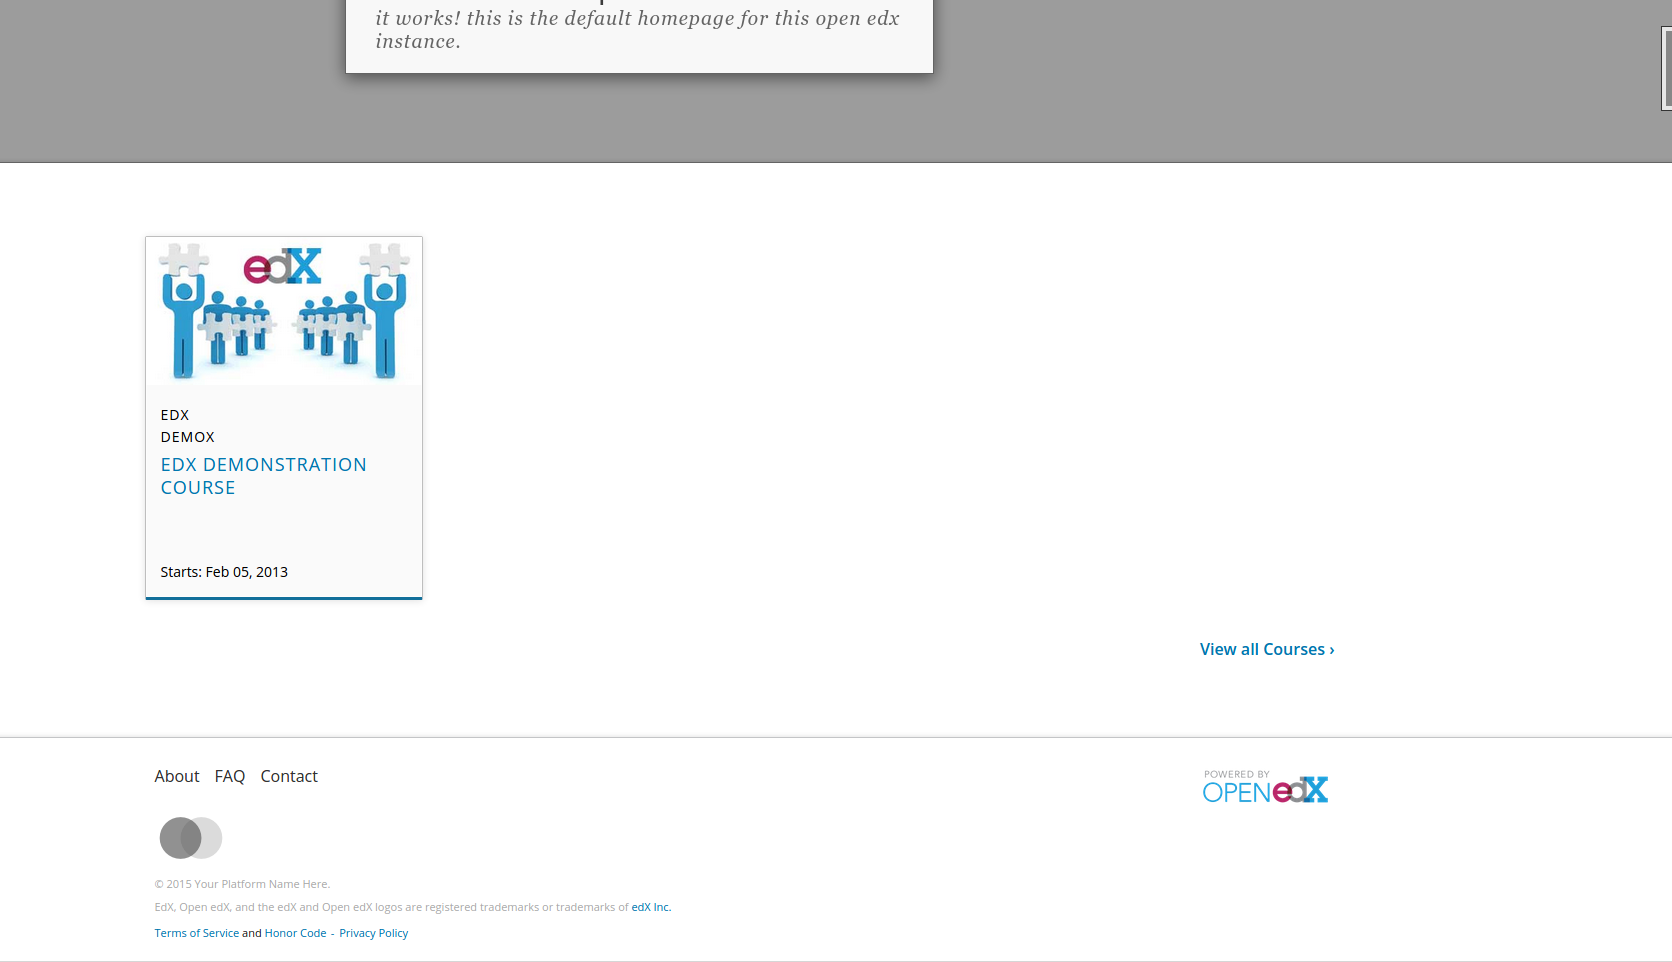 it works! this is the default homepage for this open edx
instance.
edX
EDX
DEMOX
EDX DEMONSTRATION
COURSE
Starts: Feb 05, 2013
View all Courses ›
About FAQ Contact
POWERED BY
OPEN edX
© 2015 Your Platform Name Here.
EdX, Open edX, and the edX and Open edX logos are registered trademarks or trademarks of edX Inc.
Terms of Service and Honor Code - Privacy Policy